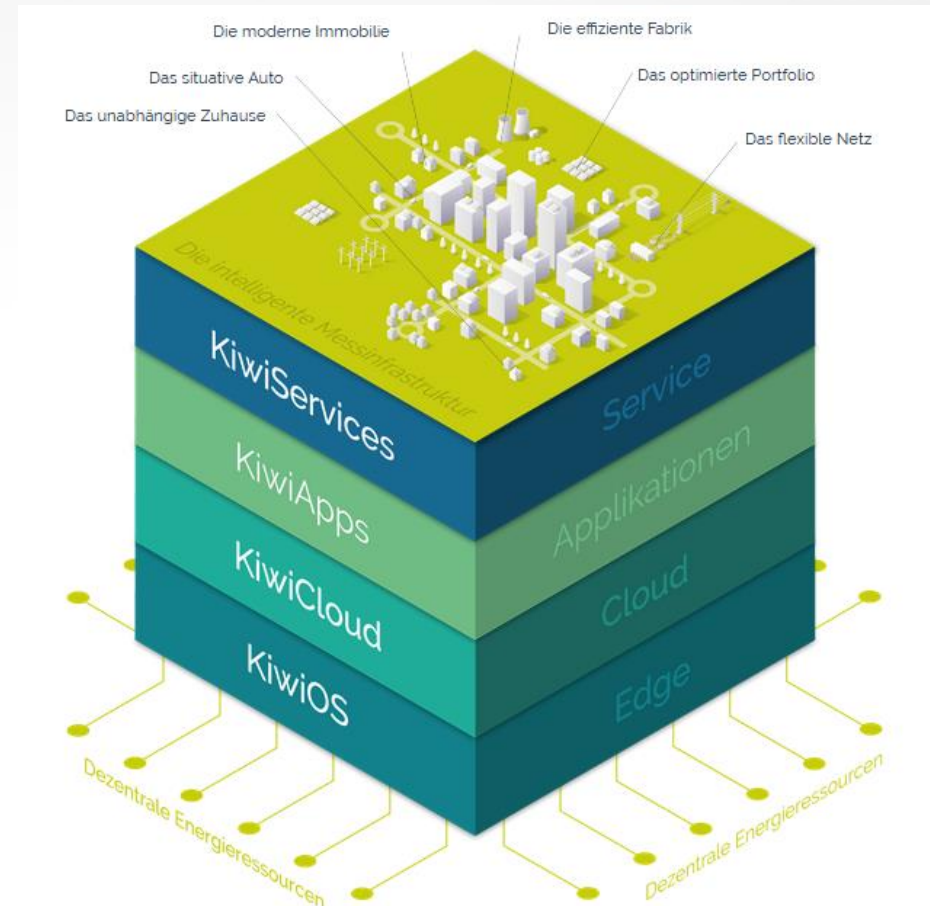 Die moderne Immobilie
Die effiziente Fabrik
Das situative Auto
Das optimierte Portfolio
Das unabhängige Zuhause
Das flexible Netz
Die intelligente Messinfrastruktur
KiwiServices
Service
KiwiApps
Applikationen
KiwiCloud
Cloud
KiwiOS
Edge
Dezentrale Energieressourcen
Dezentrale Energieressourcen